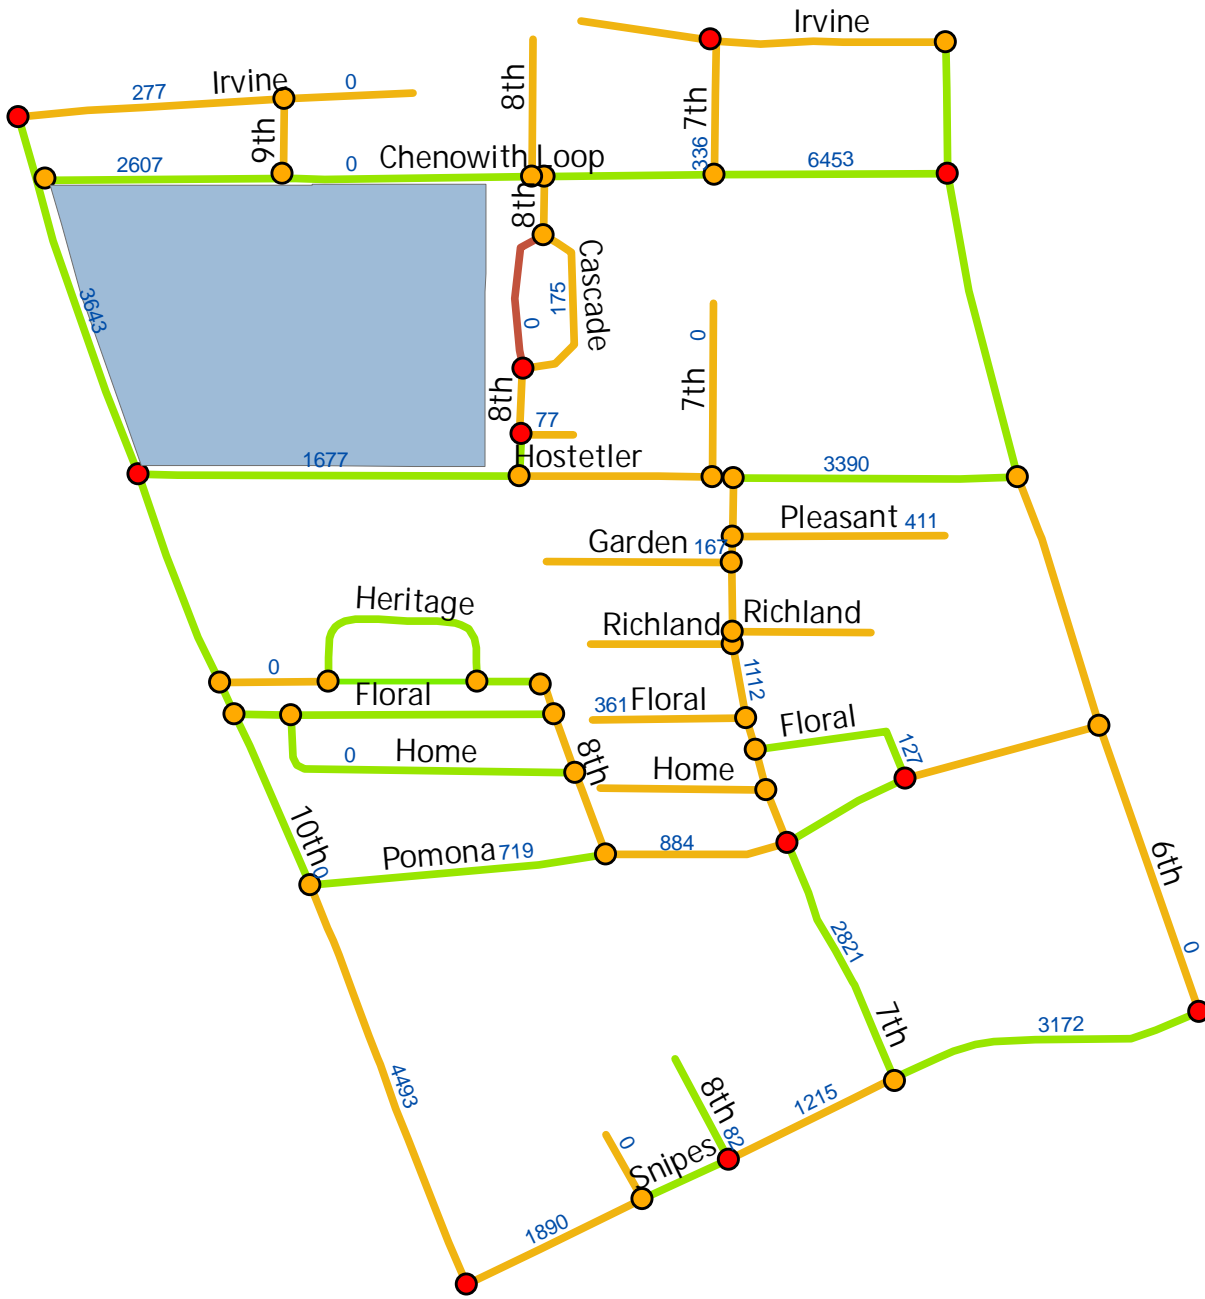 Irvine
Irvine
277
0
8th
7th
9th
336
2607
0
Chenowith Loop
6453
8th
Cascade
175
0
3643
0
7th
8th
77
Hostetler
1677
3390
Pleasant 411
Garden 167
Heritage
Richland
Richland
0
1112
Floral
361 Floral
Floral
127
0
Home
8th
Home
10th
0
Pomona 719
884
6th
2821
0
7th
3172
4493
8th
1215
82
0
Snipes
1890